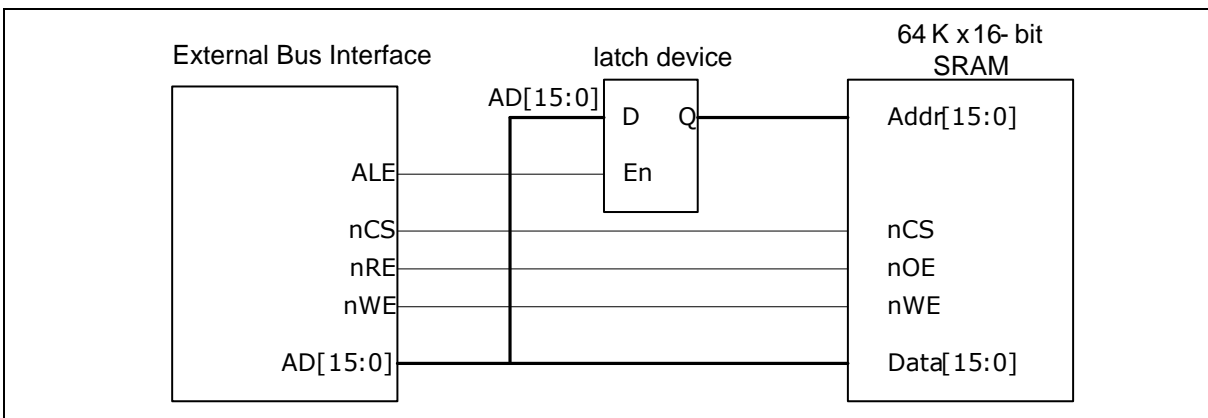 External Bus Interface
latch device
64 K x 16- bit
SRAM
AD[15:0]
D
Q
Addr[15:0]
ALE
En
nCS
nCS
nRE
nOE
nWE
nWE
AD[15:0]
Data[15:0]